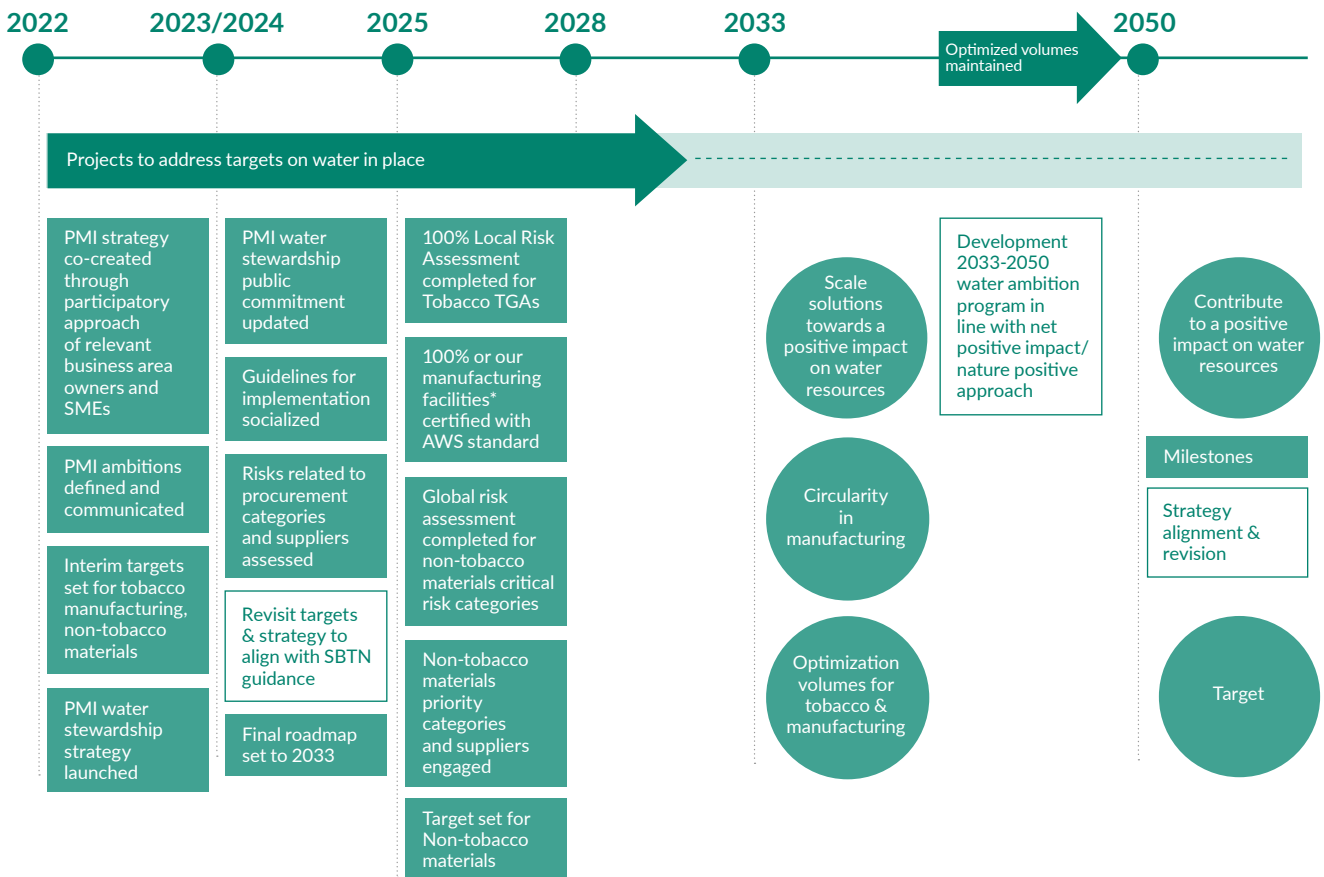 2022
2023/2024
2025
2028
2033
2050
Optimized volumes
maintained
Projects to address targets on water in place
PMI strategy
co-created
through
participatory
approach
of relevant
business area
owners and
SMEs
PMI ambitions
defined and
communicated
Interim targets
set for tobacco
manufacturing,
non-tobacco
materials
PMI water
stewardship
strategy
launched
PMI water
stewardship
public
commitment
updated
Guidelines for
implementation
socialized
Risks related to
procurement
categories
and suppliers
assessed
Revisit targets
& strategy to
align with SBTN
guidance
Final roadmap
set to 2033
100% Local Risk
Assessment
completed for
Tobacco TGAs
100% or our
manufacturing
facilities*
certified with
AWS standard
Global risk
assessment
completed for
non-tobacco
materials critical
risk categories
Non-tobacco
materials
priority
categories
and suppliers
engaged
Target set for
Non-tobacco
materials
Scale
solutions
towards a
positive impact
on water
resources
Circularity
in
manufacturing
Optimization
volumes for
tobacco &
manufacturing
Development
2033-2050
water ambition
program in
line with net
positive impact/
nature positive
approach
Contribute
to a positive
impact on water
resources
Milestones
Strategy
alignment &
revision
Target